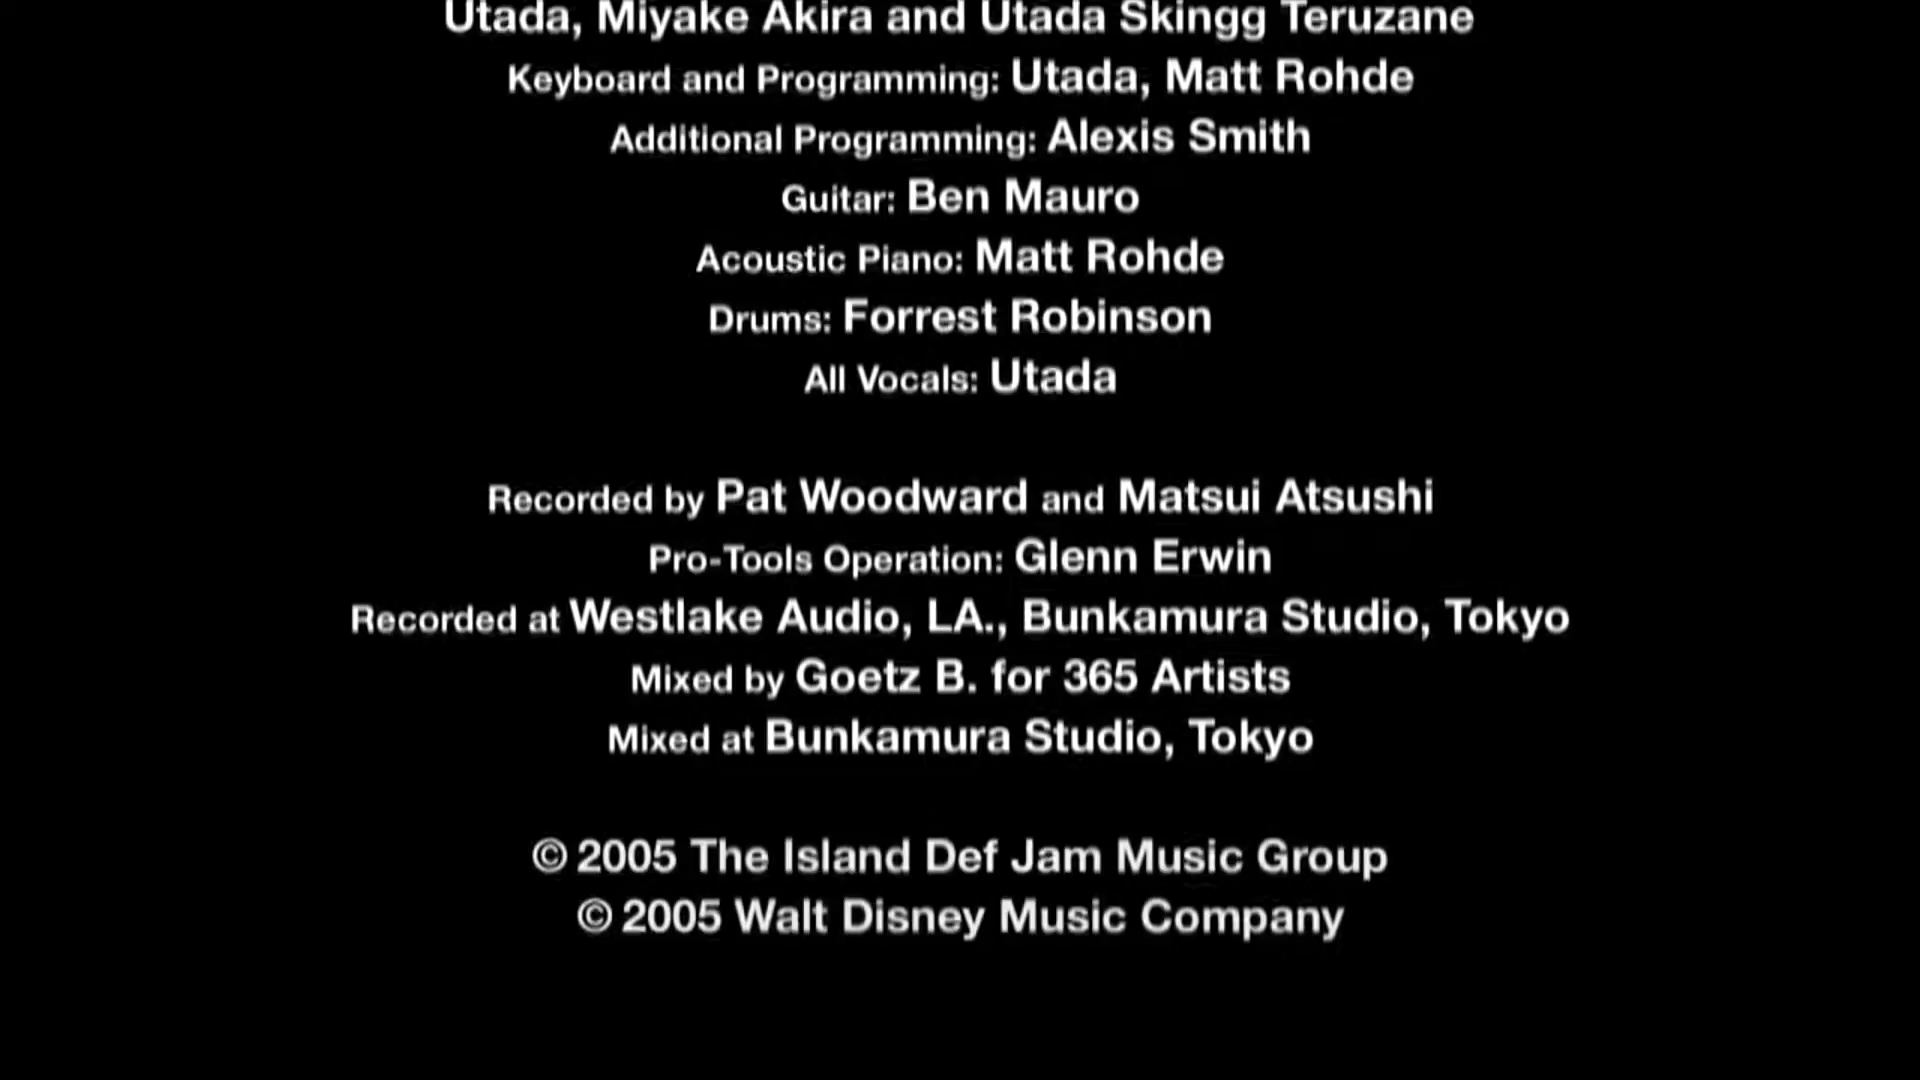 Utada, Miyake Akira and Utada Skingg Teruzane
Keyboard and Programming: Utada, Matt Rohde
Additional Programming: Alexis Smith
Guitar: Ben Mauro
Acoustic Piano: Matt Rohde
Drums: Forrest Robinson
All Vocals: Utada
Recorded by Pat Woodward and Matsui Atsushi
Pro-Tools Operation: Glenn Erwin
Recorded at Westlake Audio, LA., Bunkamura Studio, Tokyo
Mixed by Goetz B. for 365 Artists
Mixed at Bunkamura Studio, Tokyo
© 2005 The Island Def Jam Music Group
© 2005 Walt Disney Music Company